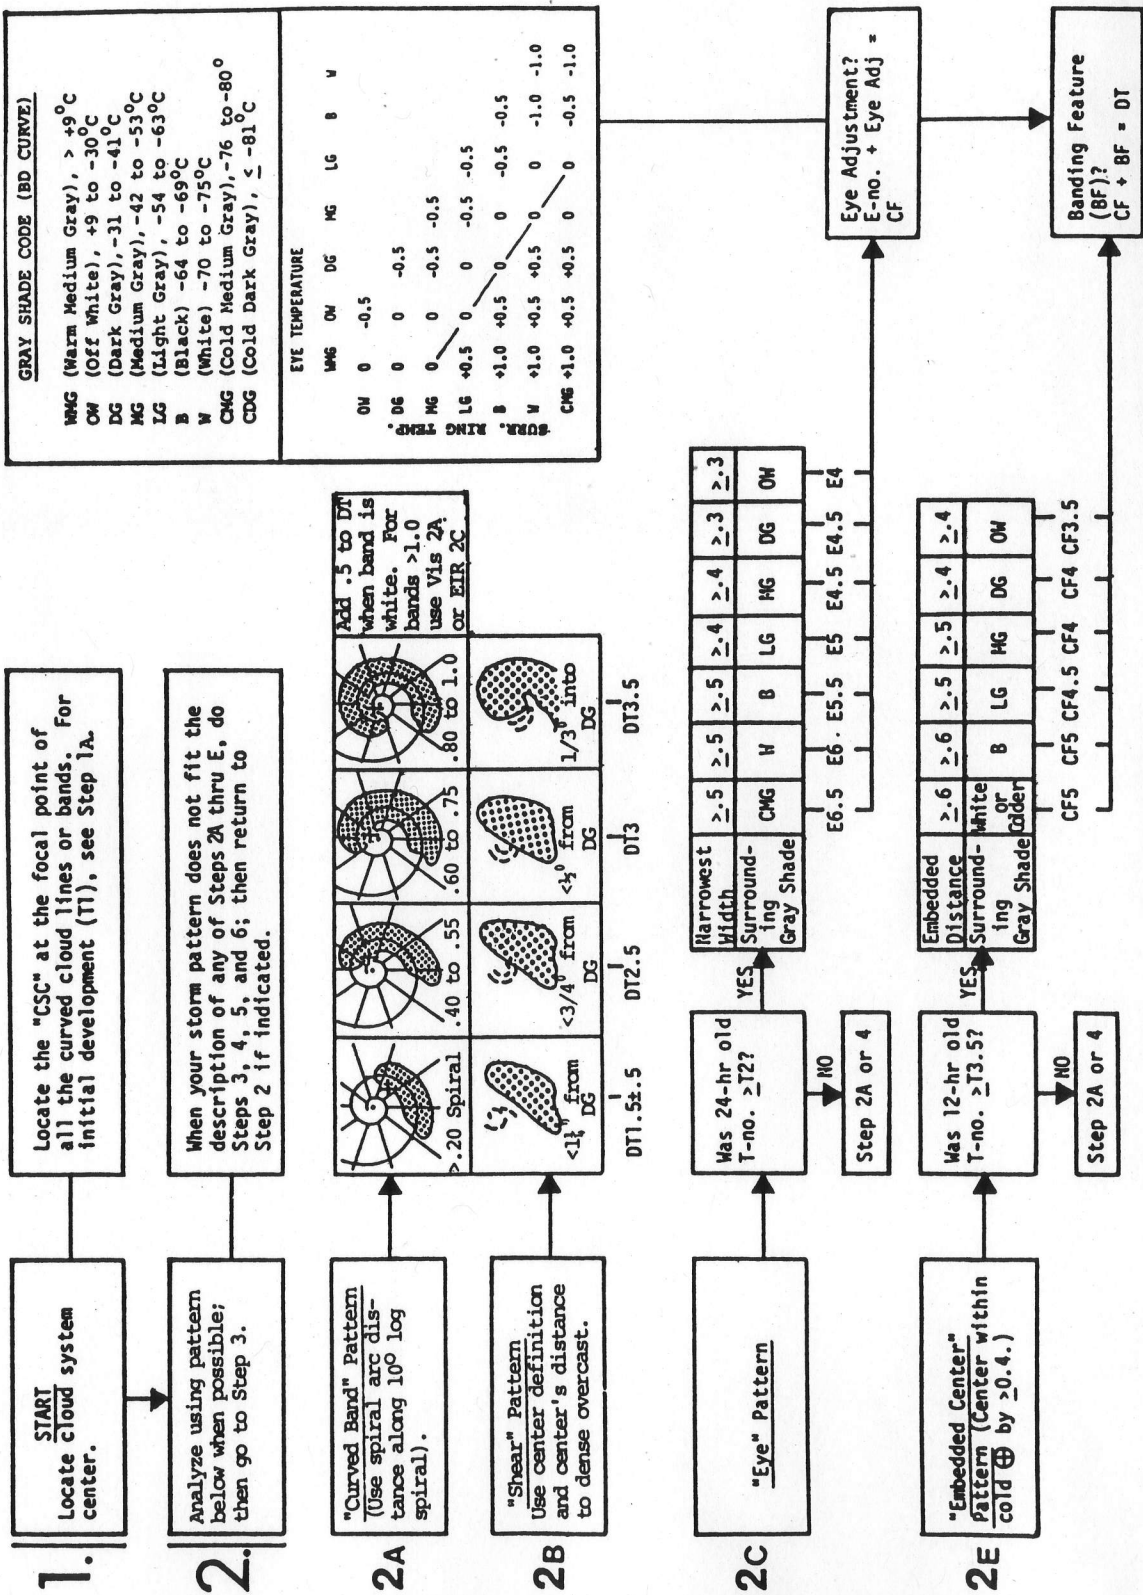 1.
START
Locate cloud system
center.
Locate the "CSC" at the focal point of
all the curved cloud lines or bands. For
initial development (T1), see Step 1A.
2.
Analyze using pattern
below when possible;
then go to Step 3.
When your storm pattern does not fit the
description of any of Steps 2A thru E, do
Steps 3, 4, 5, and 6; then return to
Step 2 if indicated.
GRAY SHADE CODE (BD CURVE)
WMG (Warm Medium Gray), > +9°C
OW (Off White), +9 to -30°C
DG (Dark Gray),-31 to -41°C
MG (Medium Gray)-42 to -53°C
LG (Light Gray), -54 to -63°C
B (Black) -64 to -69°C
W (White) -70 to -75°C
CMG (Cold Medium Gray),-76 to-80°
CDG (Cold Dark Gray), ≤ -81°C
EYE TEMPERATURE
WMG OW DG MG LG B W
SURR. RING TEMP.
OW 0 -0.5
DG 0 0 -0.5
MG 0 0 -0.5 -0.5
LG +0.5 0 0 -0.5 -0.5
B +1.0 +0.5 0 0 -0.5 -0.5
W +1.0 +0.5 +0.5 0 0 -1.0 -1.0
CMG +1.0 +0.5 +0.5 0 0 -0.5 -1.0
2A
"Curved Band" Pattern
(Use spiral arc dis-
tance along 10° log
spiral).
>.20 Spiral
.40 to .55
.60 to .75
.80 to 1.0
Add .5 to DT
when band is
white. For
bands >1.0
use Vis 2A
or EIR 2C
2B
"Shear" Pattern
Use center definition
and center's distance
to dense overcast.
<1¼° from
DG
<3/4° from
DG
<½° from
DG
1/3° into
DG
DT1.5±.5
DT2.5
DT3
DT3.5
2C
"Eye" Pattern
Was 24-hr old
T-no. ≥T2?
YES
NO
Step 2A or 4
Narrowest
Width
≥.5 ≥.5 ≥.5 ≥.4 ≥.4 ≥.3 ≥.3
Surround-
ing
Gray Shade
CMG W B LG MG DG OW
E6.5 E6. E5.5 E5 E4.5 E4.5 E4
Eye Adjustment?
E-no. + Eye Adj =
CF
2E
"Embedded Center"
Pattern (Center within
cold ⊕ by ≥0.4.)
Was 12-hr old
T-no. ≥T3.5?
YES
NO
Step 2A or 4
Embedded
Distance
≥.6 ≥.6 ≥.5 ≥.5 ≥.4 ≥.4
Surround-
ing
Gray Shade
White
or
Colder
B LG MG DG OW
CF5 CF5 CF4.5 CF4 CF4 CF3.5
Banding Feature
(BF)?
CF + BF = DT